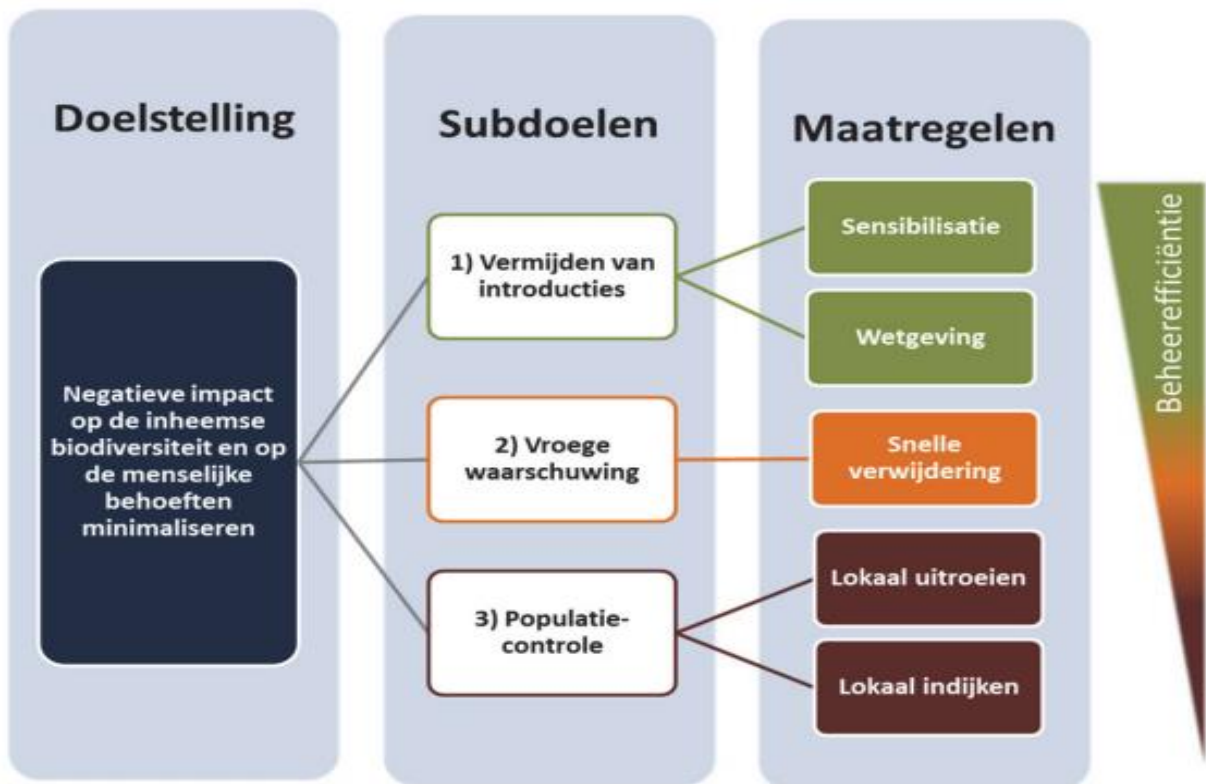 Doelstelling
Negatieve impact
op de inheemse
biodiversiteit en op
de menselijke
behoeften
minimaliseren
Subdoelen
1) Vermijden van
introducties
2) Vroege
waarschuwing
3) Populatie-
controle
Maatregelen
Sensibilisatie
Wetgeving
Snelle
verwijdering
Lokaal uitroeien
Lokaal indijken
Beheerefficiëntie